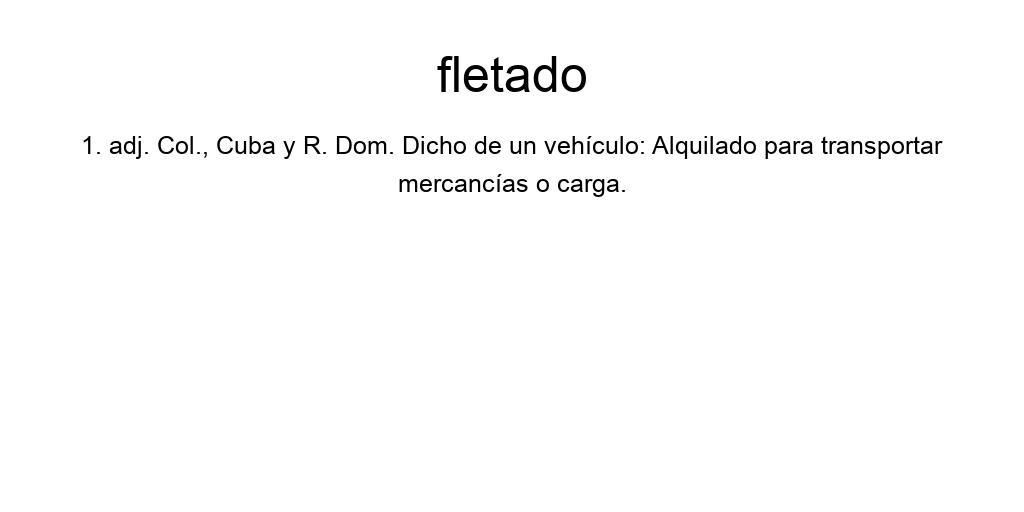 fletado
1. adj. Col., Cuba y R. Dom. Dicho de un vehículo: Alquilado para transportar
mercancías o carga.